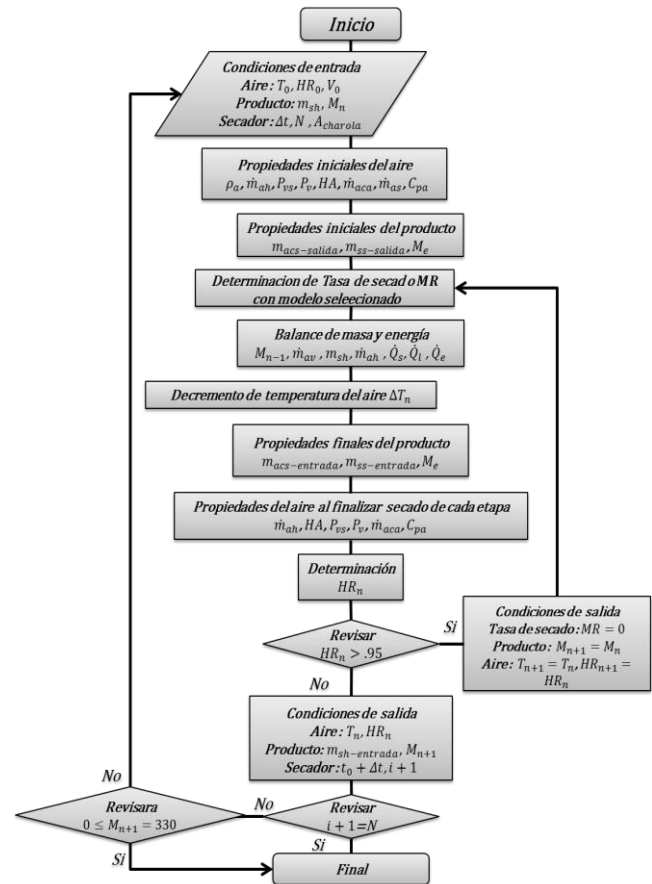 Inicio
Condiciones de entrada
Aire: T₀, HR₀, V₀
Producto: m_sh, M_n
Secador: Δt, N , A_charola
Propiedades iniciales del aire
ρ_a, ṁ_ah, P_vs, P_v, HA, ṁ_aca, ṁ_as, C_pa
Propiedades iniciales del producto
m_acs−salida, m_ss−salida, M_e
Determinacion de Tasa de secado MR
con modelo seleecionado
Balance de masa y energía
M_n−1, ṁ_av , m_sh, ṁ_ah, Q̇_s, Q̇_l , Q̇_e
Decremento de temperatura del aire ΔT_n
Propiedades finales del producto
m_acs−entrada, m_ss−entrada, M_e
Propiedades del aire al finalizar secado de cada etapa
ṁ_ah, HA, P_vs, P_v, ṁ_aca, C_pa
Determinación
HR_n
Revisar
HR_n > .95
Si
Condiciones de salida
Tasa de secado: MR = 0
Producto: M_n+1 = M_n
Aire: T_n+1 = T_n, HR_n+1 =
HR_n
No
Condiciones de salida
Aire: T_n, HR_n
Producto: m_sh−entrada, M_n+1
Secador: t₀ + Δt, i + 1
No
Revisara
0 ≤ M_n+1 = 330
No
Revisar
i + 1=N
Si
Si
Final